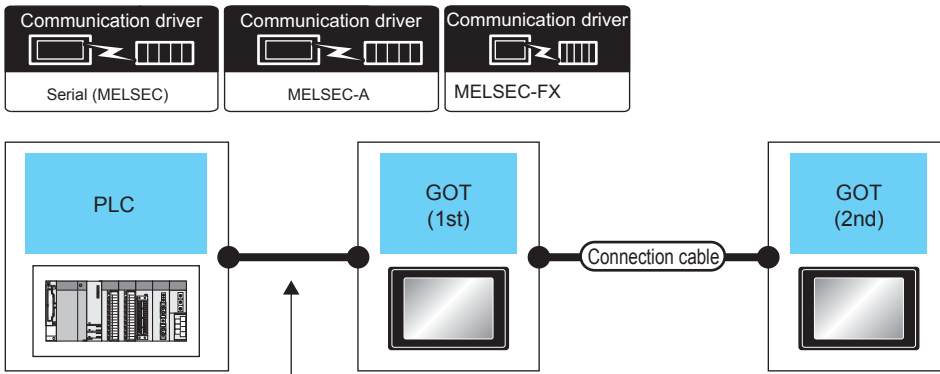 Communication driver
Serial (MELSEC)
Communication driver
MELSEC-A
Communication driver
MELSEC-FX
PLC
GOT
(1st)
Connection cable
GOT
(2nd)